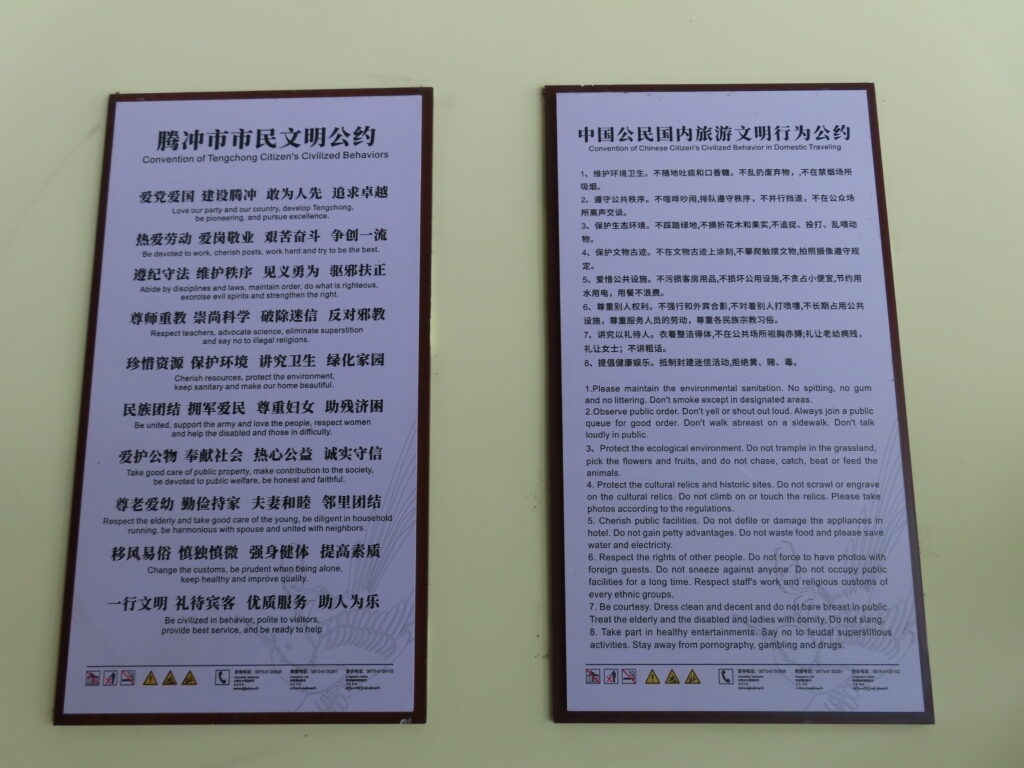 腾冲市市民文明公约
Convention of Tengchong Citizen's Civilized Behaviors
爱党爱国 建设腾冲 敢为人先 追求卓越
Love our party and our country, develop Tengchong,
be pioneering, and pursue excellence.
热爱劳动 爱岗敬业 艰苦奋斗 争创一流
Be devoted to work, cherish posts, work hard and try to be the best.
遵纪守法 维护秩序 见义勇为 驱邪扶正
Abide by disciplines and laws, maintain order, do what is righteous,
exorcise evil spirits and strengthen the right.
尊师重教 崇尚科学 破除迷信 反对邪教
Respect teachers, advocate science, eliminate superstition
and say no to illegal religions.
珍惜资源 保护环境 讲究卫生 绿化家园
Cherish resources, protect the environment,
keep sanitary and make our home beautiful.
民族团结 拥军爱民 尊重妇女 助残济困
Be united, support the army and love the people, respect women
and help the disabled and those in difficulty.
爱护公物 奉献社会 热心公益 诚实守信
Take good care of public property, make contribution to the society,
be devoted to public welfare, be honest and faithful.
尊老爱幼 勤俭持家 夫妻和睦 邻里团结
Respect the elderly and take good care of the young, be diligent in household
running, be harmonious with spouse and united with neighbors.
移风易俗 慎独慎微 强身健体 提高素质
Change the customs, be prudent when being alone,
keep healthy and improve quality.
一行文明 礼待宾客 优质服务 助人为乐
Be civilized in behavior, polite to visitors,
provide best service, and be ready to help
中国公民国内旅游文明行为公约
Convention of Chinese Citizen's Civilized Behavior in Domestic Traveling
1、维护环境卫生。不随地吐痰和口香糖。不乱扔废弃物，,不在禁烟场所
吸烟。
2、遵守公共秩序。不喧哗吵闹,排队遵守秩序，不并行挡道，不在公众场
所高声交谈。
3、保护生态环境。不踩踏绿地,不摘折花木和果实,不追捉、投打、乱喂动
物。
4、保护文物古迹。不在文物古迹上涂刻,不攀爬触摸文物,拍照摄像遵守规
定。
5、爱惜公共设施。不污损客房用品,不损坏公用设施,不贪占小便宜,节约用
水用电，用餐不浪费。
6、尊重别人权利。不强行和外宾合影,不对着别人打喷嚏,不长期占用公共
设施，尊重服务人员的劳动，尊重各民族宗教习俗。
7、讲究以礼待人。衣着整洁得体,不在公共场所袒胸赤膊;礼让老幼病残，
礼让女士；不讲粗话。
8、提倡健康娱乐。抵制封建迷信活动,拒绝黄、赌、毒。
1.Please maintain the environmental sanitation. No spitting, no gum
and no littering. Don't smoke except in designated areas.
2.Observe public order. Don't yell or shout out loud. Always join a public
queue for good order. Don't walk abreast on a sidewalk. Don't talk
loudly in public.
3、Protect the ecological environment. Do not trample in the grassland,
pick the flowers and fruits, and do not chase, catch, beat or feed the
animals.
4. Protect the cultural relics and historic sites. Do not scrawl or engrave
on the cultural relics. Do not climb on or touch the relics. Please take
photos according to the regulations.
5. Cherish public facilities. Do not defile or damage the appliances in
hotel. Do not gain petty advantages. Do not waste food and please save
water and electricity.
6. Respect the rights of other people. Do not force to have photos with
foreign guests. Do not sneeze against anyone. Do not occupy public
facilities for a long time. Respect staff's work and religious customs of
every ethnic groups.
7. Be courtesy. Dress clean and decent and do not bare breast in public.
Treat the elderly and the disabled and ladies with comity. Do not slang.
8. Take part in healthy entertainments. Say no to feudal superstitious
activities. Stay away from pornography, gambling and drugs.